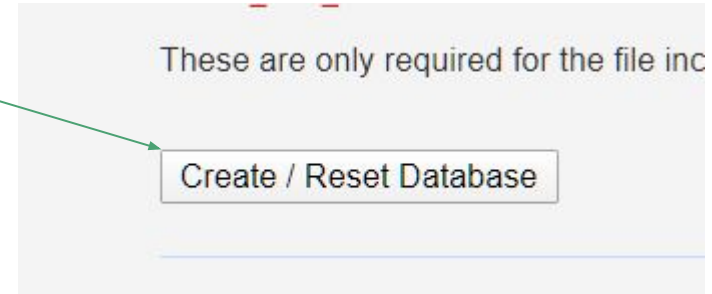 These are only required for the file inc
Create / Reset Database